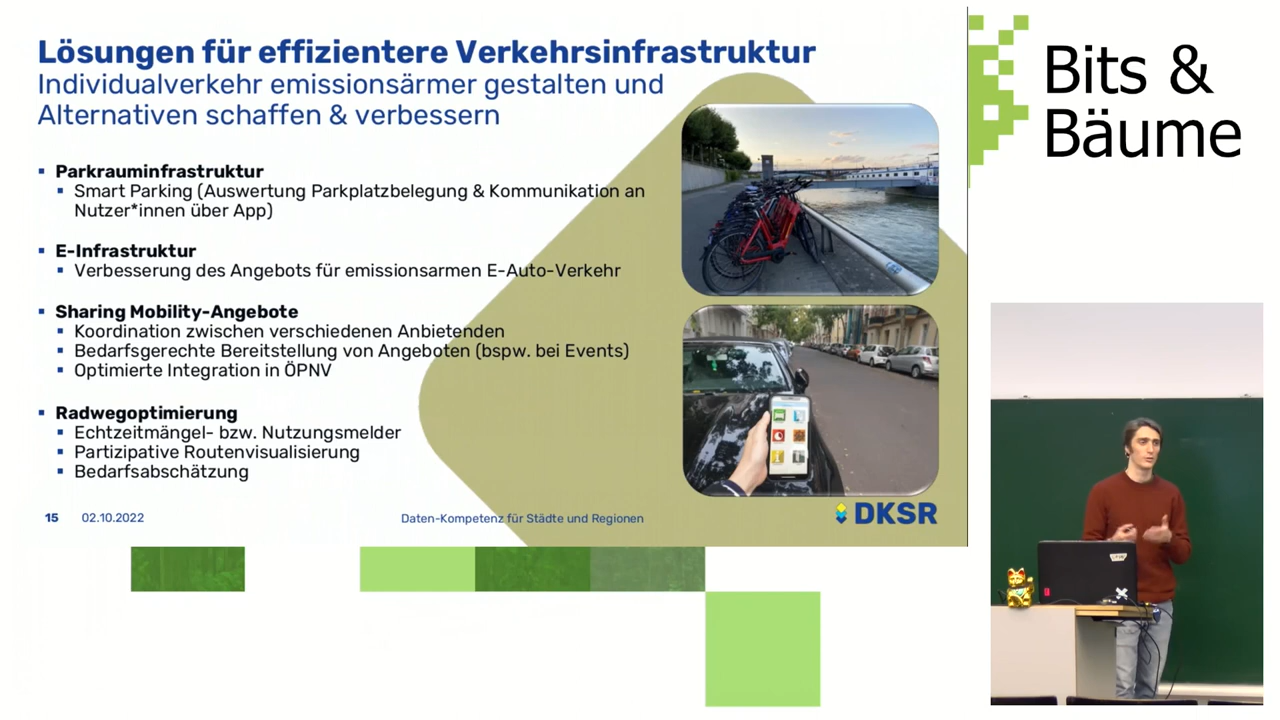 Lösungen für effizientere Verkehrsinfrastruktur
Individualverkehr emissionsärmer gestalten und
Alternativen schaffen & verbessern
Parkrauminfrastruktur
Smart Parking (Auswertung Parkplatzbelegung & Kommunikation an
Nutzer*innen über App)
E-Infrastruktur
Verbesserung des Angebots für emissionsarmen E-Auto-Verkehr
Sharing Mobility-Angebote
Koordination zwischen verschiedenen Anbietenden
Bedarfsgerechte Bereitstellung von Angeboten (bspw. bei Events)
Optimierte Integration in ÖPNV
Radwegoptimierung
Echtzeitmängel- bzw. Nutzungsmelder
Partizipative Routenvisualisierung
Bedarfsabschätzung
15 02.10.2022 Daten-Kompetenz für Städte und Regionen DKSR
Bits &
Bäume